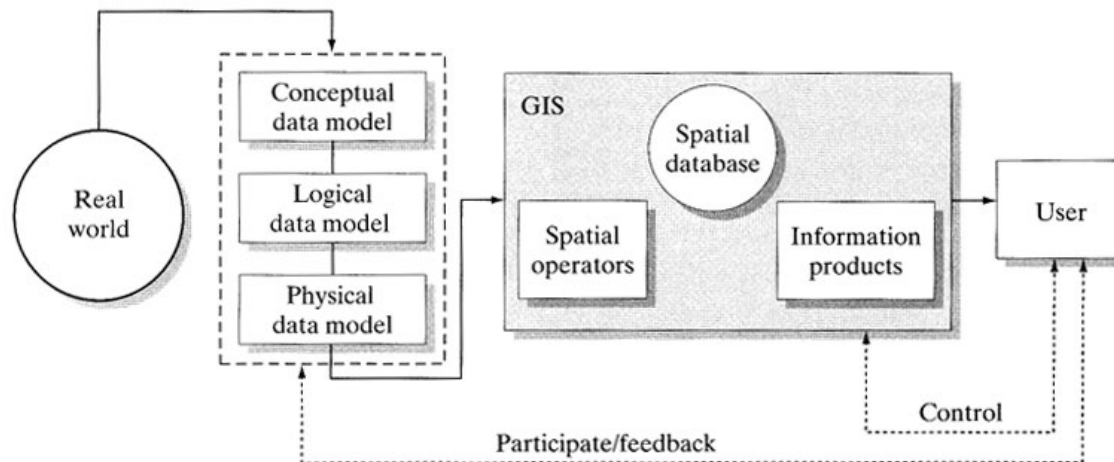 Real
world
Conceptual
data model
Logical
data model
Physical
data model
GIS
Spatial
database
Spatial
operators
Information
products
User
Control
Participate/feedback